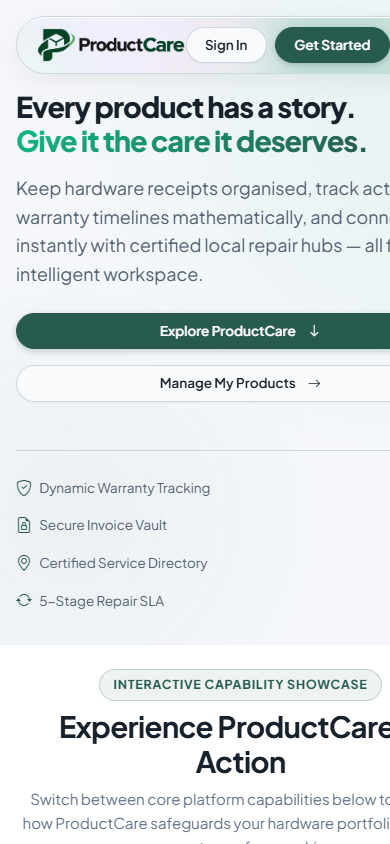 ProductCare Sign In Get Started
Every product has a story.
Give it the care it deserves.
Keep hardware receipts organised, track
warranty timelines mathematically, and
instantly with certified local repair hubs — all
intelligent workspace.
Explore ProductCare ↓
Manage My Products →
Dynamic Warranty Tracking
Secure Invoice Vault
Certified Service Directory
5-Stage Repair SLA
INTERACTIVE CAPABILITY SHOWCASE
Experience ProductCare
Action
Switch between core platform capabilities below to
how ProductCare safeguards your hardware